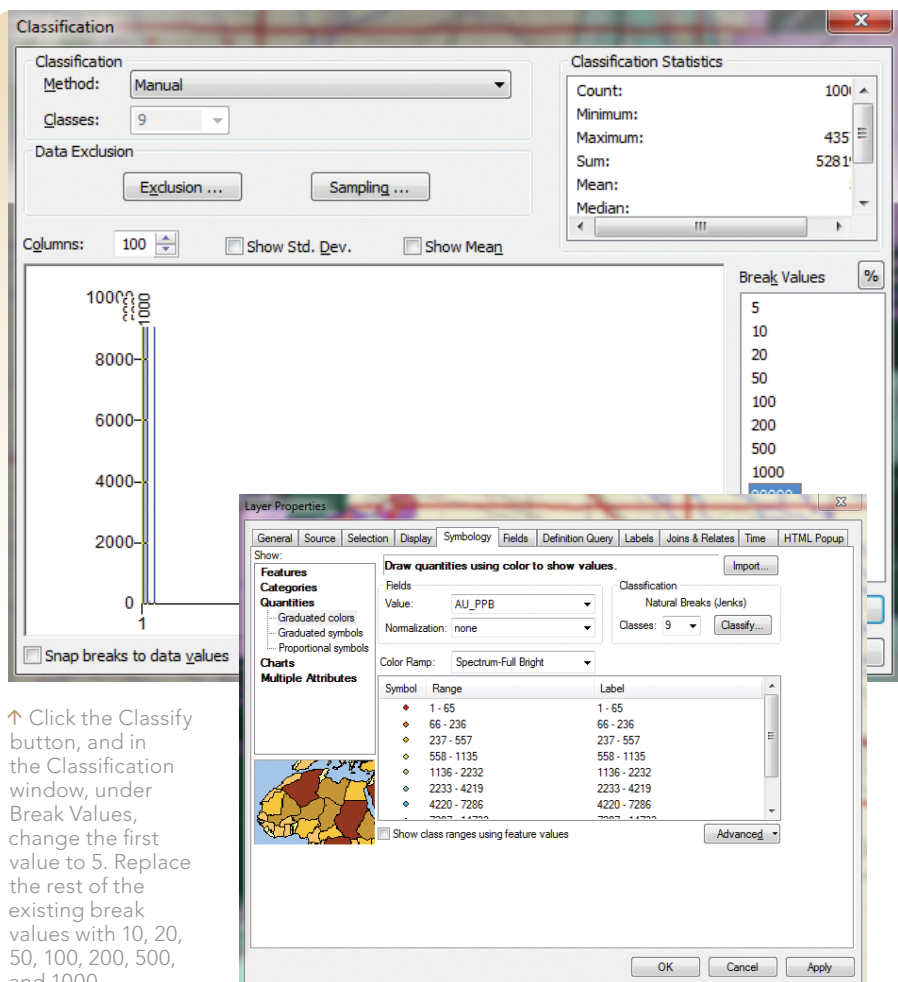 Classification
Classification
Method: Manual
Classes: 9
Data Exclusion
Exclusion ... Sampling ...
Classification Statistics
Count: 100
Minimum:
Maximum: 435
Sum: 5281
Mean:
Median:
Columns: 100 Show Std. Dev. Show Mean
Break Values %
5
10
20
50
100
200
500
1000
1000
8000
6000
4000
2000
0
1
Snap breaks to data values
Layer Properties
General Source Selection Display Symbology Fields Definition Query Labels Joins & Relates Time HTML Popup
Show:
Features
Categories
Quantities
Graduated colors
Graduated symbols
Proportional symbols
Charts
Multiple Attributes
Draw quantities using color to show values.
Import...
Fields
Value: AU_PPB
Normalization: none
Classification
Natural Breaks (Jenks)
Classes: 9 Classify...
Color Ramp: Spectrum-Full Bright
Symbol Range Label
1 - 65 1 - 65
66 - 236 66 - 236
237 - 557 237 - 557
558 - 1135 558 - 1135
1136 - 2232 1136 - 2232
2233 - 4219 2233 - 4219
4220 - 7286 4220 - 7286
Show class ranges using feature values
Advanced
OK Cancel Apply
↑ Click the Classify
button, and in
the Classification
window, under
Break Values,
change the first
value to 5. Replace
the rest of the
existing break
values with 10, 20,
50, 100, 200, 500,
and 1000